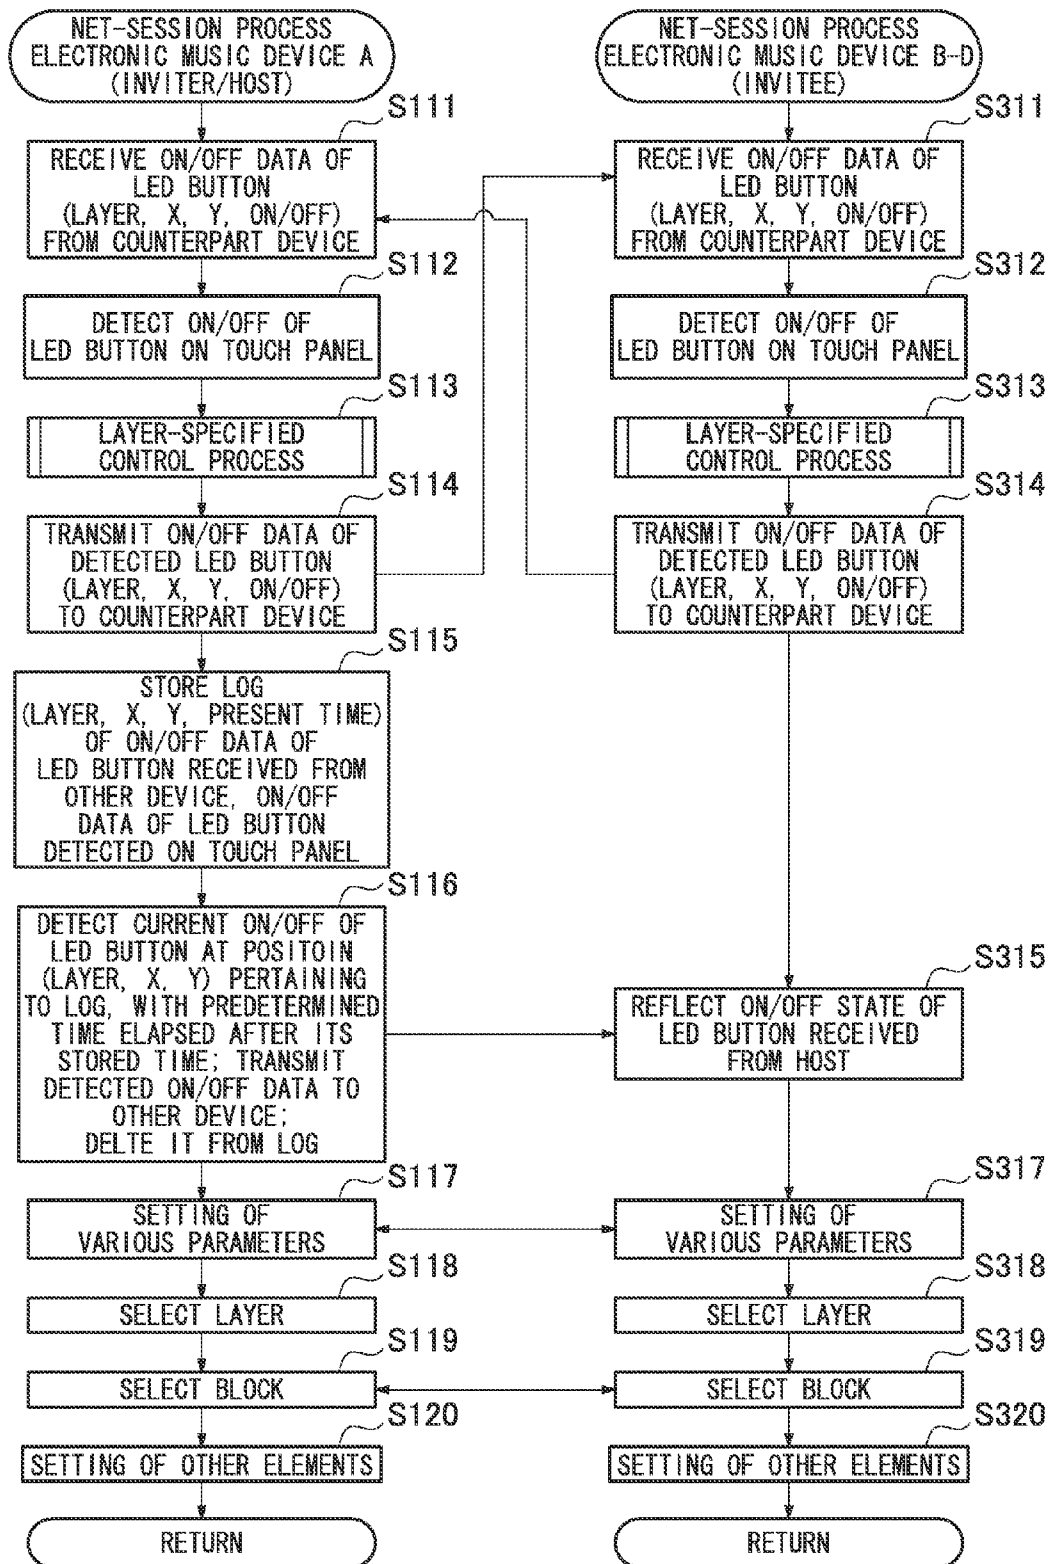 NET-SESSION PROCESS
ELECTRONIC MUSIC DEVICE A
(INVITER/HOST)
S111
RECEIVE ON/OFF DATA OF
LED BUTTON
(LAYER, X, Y, ON/OFF)
FROM COUNTERPART DEVICE
S112
DETECT ON/OFF OF
LED BUTTON ON TOUCH PANEL
S113
LAYER-SPECIFIED
CONTROL PROCESS
S114
TRANSMIT ON/OFF DATA OF
DETECTED LED BUTTON
(LAYER, X, Y, ON/OFF)
TO COUNTERPART DEVICE
S115
STORE LOG
(LAYER, X, Y, PRESENT TIME)
OF ON/OFF DATA OF
LED BUTTON RECEIVED FROM
OTHER DEVICE, ON/OFF
DATA OF LED BUTTON
DETECTED ON TOUCH PANEL
S116
DETECT CURRENT ON/OFF OF
LED BUTTON AT POSITOIN
(LAYER, X, Y) PERTAINING
TO LOG, WITH PREDETERMINED
TIME ELAPSED AFTER ITS
STORED TIME; TRANSMIT
DETECTED ON/OFF DATA TO
OTHER DEVICE;
DELTE IT FROM LOG
S117
SETTING OF
VARIOUS PARAMETERS
S118
SELECT LAYER
S119
SELECT BLOCK
S120
SETTING OF OTHER ELEMENTS
RETURN
NET-SESSION PROCESS
ELECTRONIC MUSIC DEVICE B-D
(INVITEE)
S311
RECEIVE ON/OFF DATA OF
LED BUTTON
(LAYER, X, Y, ON/OFF)
FROM COUNTERPART DEVICE
S312
DETECT ON/OFF OF
LED BUTTON ON TOUCH PANEL
S313
LAYER-SPECIFIED
CONTROL PROCESS
S314
TRANSMIT ON/OFF DATA OF
DETECTED LED BUTTON
(LAYER, X, Y, ON/OFF)
TO COUNTERPART DEVICE
S315
REFLECT ON/OFF STATE OF
LED BUTTON RECEIVED
FROM HOST
S317
SETTING OF
VARIOUS PARAMETERS
S318
SELECT LAYER
S319
SELECT BLOCK
S320
SETTING OF OTHER ELEMENTS
RETURN